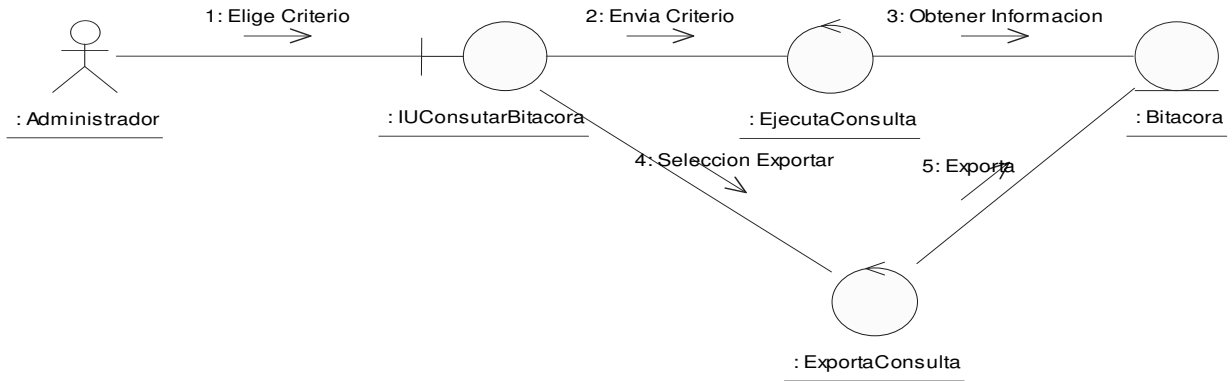 1: Elige Criterio
2: Envia Criterio
3: Obtener Informacion
: Administrador
: IUConsutarBitacora
: EjecutaConsulta
: Bitacora
4: Seleccion Exportar
5: Exporta
: ExportaConsulta